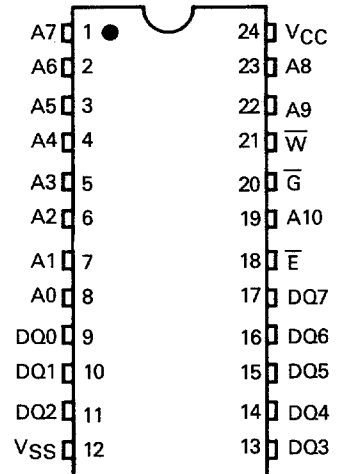 A7 1 24 VCC
A6 2 23 A8
A5 3 22 A9
A4 4 21 W̅
A3 5 20 G̅
A2 6 19 A10
A1 7 18 E̅
A0 8 17 DQ7
DQ0 9 16 DQ6
DQ1 10 15 DQ5
DQ2 11 14 DQ4
VSS 12 13 DQ3